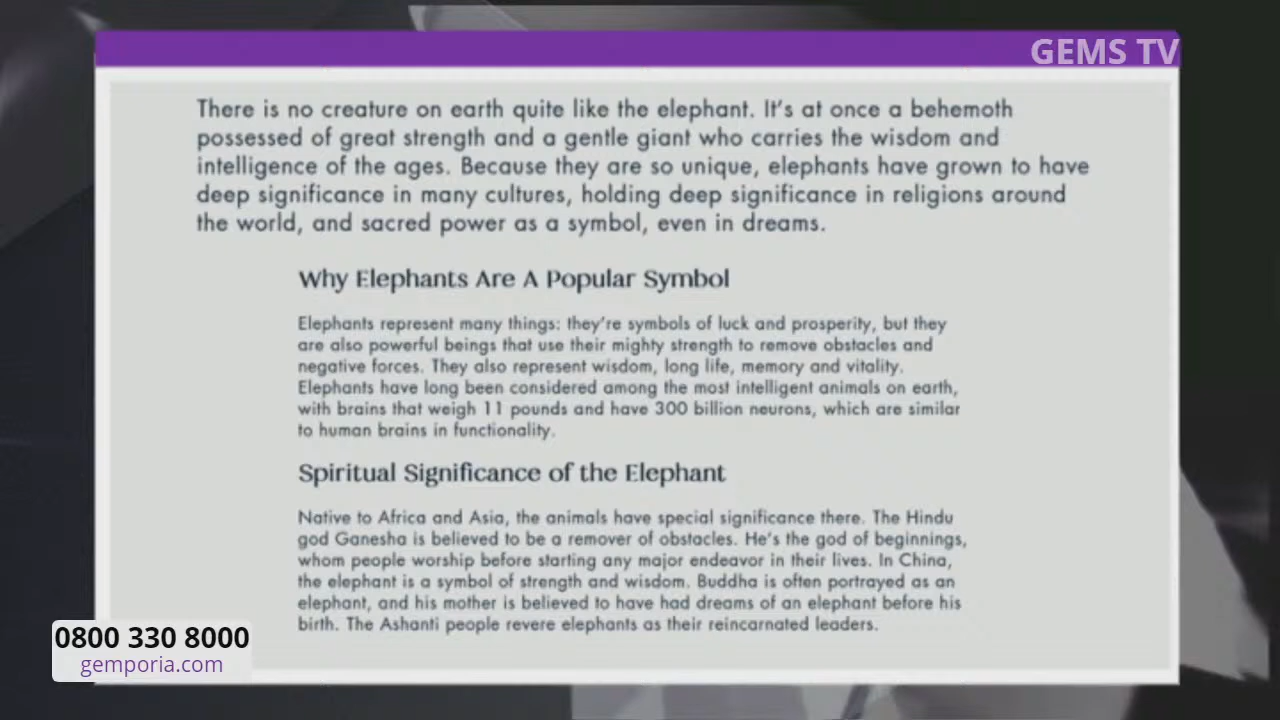 GEMS TV
There is no creature on earth quite like the elephant. It's at once a behemoth
possessed of great strength and a gentle giant who carries the wisdom and
intelligence of the ages. Because they are so unique, elephants have grown to have
deep significance in many cultures, holding deep significance in religions around
the world, and sacred power as a symbol, even in dreams.
Why Elephants Are A Popular Symbol
Elephants represent many things: they're symbols of luck and prosperity, but they
are also powerful beings that use their mighty strength to remove obstacles and
negative forces. They also represent wisdom, long life, memory and vitality.
Elephants have long been considered among the most intelligent animals on earth,
with brains that weigh 11 pounds and have 300 billion neurons, which are similar
to human brains in functionality.
Spiritual Significance of the Elephant
Native to Africa and Asia, the animals have special significance there. The Hindu
god Ganesha is believed to be a remover of obstacles. He's the god of beginnings,
whom people worship before starting any major endeavor in their lives. In China,
the elephant is a symbol of strength and wisdom. Buddha is often portrayed as an
elephant, and his mother is believed to have had dreams of an elephant before his
birth. The Ashanti people revere elephants as their reincarnated leaders.
0800 330 8000
gemporia.com